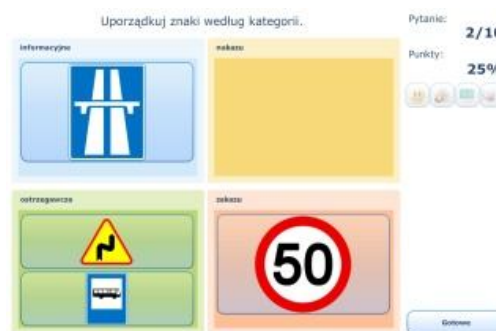 Uporządkuj znaki według kategorii.
Pytanie:
2/10
Punkty:
25%
informacyjne
nakazu
ostrzegawcze
zakazu
50
Gotowe